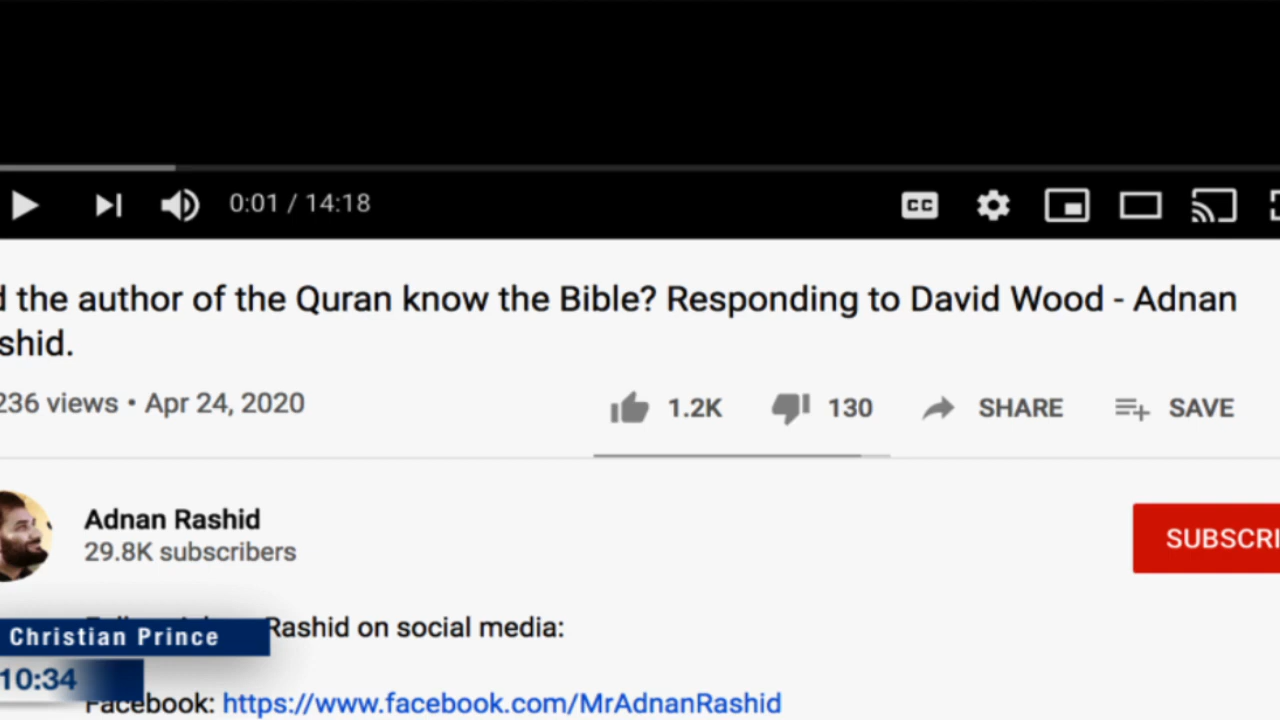 0:01 / 14:18
CC
the author of the Quran know the Bible? Responding to David Wood - Adnan
shid.
236 views • Apr 24, 2020
1.2K
130
SHARE
SAVE
Adnan Rashid
29.8K subscribers
SUBSCRI
Rashid on social media:
Christian Prince
10:34
Facebook: https://www.facebook.com/MrAdnanRashid